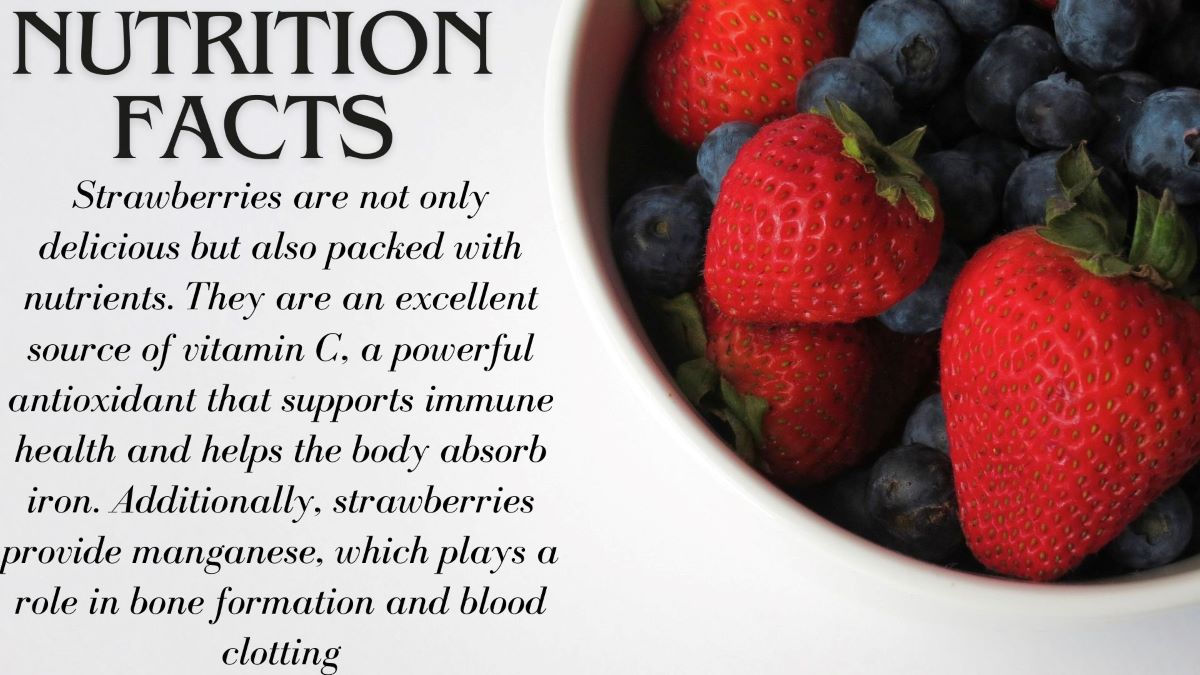 NUTRITION
FACTS
Strawberries are not only
delicious but also packed with
nutrients. They are an excellent
source of vitamin C, a powerful
antioxidant that supports immune
health and helps the body absorb
iron. Additionally, strawberries
provide manganese, which plays a
role in bone formation and blood
clotting